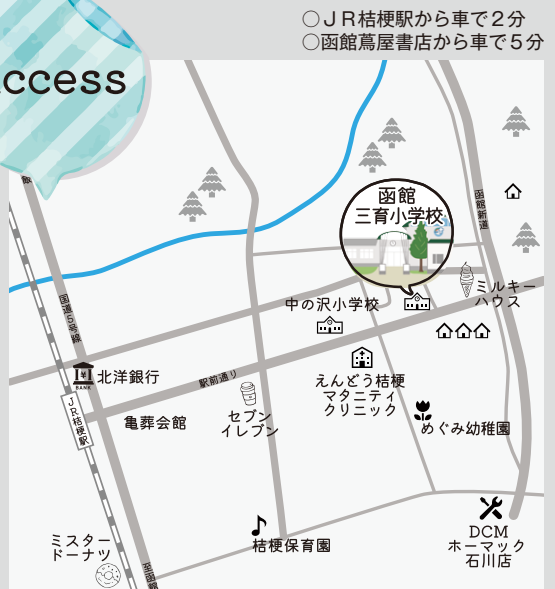 ○JR桔梗駅から車で2分
○函館蔦屋書店から車で5分
ccess
函館
三育小学校
函館新道
ミルキー
ハウス
中の沢小学校
国道5号線
北洋銀行
BANK
JR桔梗駅
駅前通り
えんどう桔梗
マタニティ
クリニック
セブン
イレブン
亀葬会館
めぐみ幼稚園
桔梗保育園
DCM
ホーマック
石川店
ミスター
ドーナツ
至函館